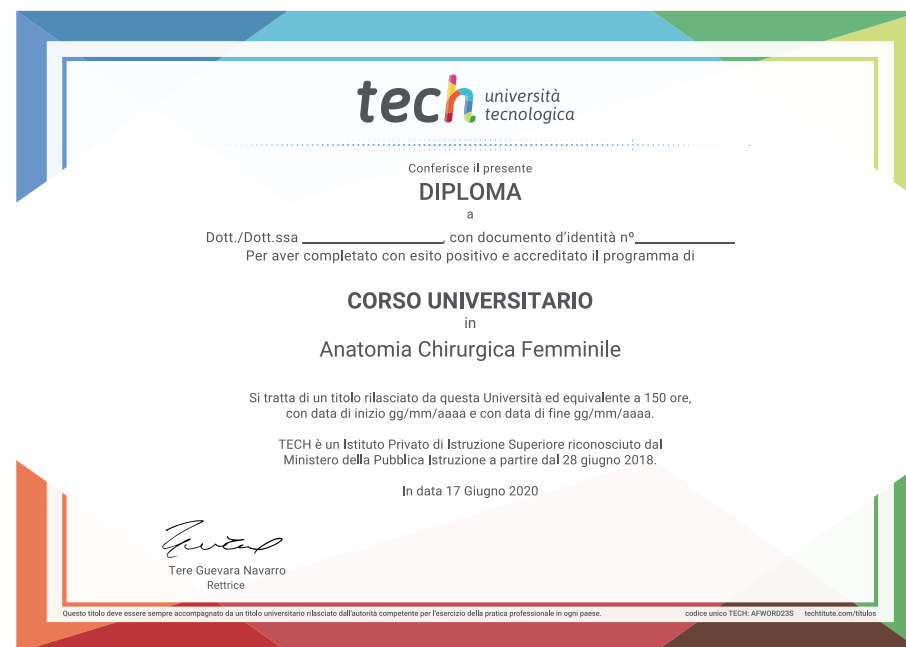 tech università
tecnologica
Conferisce il presente
DIPLOMA
a
Dott./Dott.ssa ________________, con documento d'identità nº____________
Per aver completato con esito positivo e accreditato il programma di
CORSO UNIVERSITARIO
in
Anatomia Chirurgica Femminile
Si tratta di un titolo rilasciato da questa Università ed equivalente a 150 ore,
con data di inizio gg/mm/aaaa e con data di fine gg/mm/aaaa.
TECH è un Istituto Privato di Istruzione Superiore riconosciuto dal
Ministero della Pubblica Istruzione a partire dal 28 giugno 2018.
In data 17 Giugno 2020
Tere Guevara Navarro
Rettrice
Questo titolo deve essere sempre accompagnato da un titolo universitario rilasciato dall'autorità competente per l'esercizio della pratica professionale in ogni paese. codice unico TECH: AFWORD23S techtitute.com/títulos